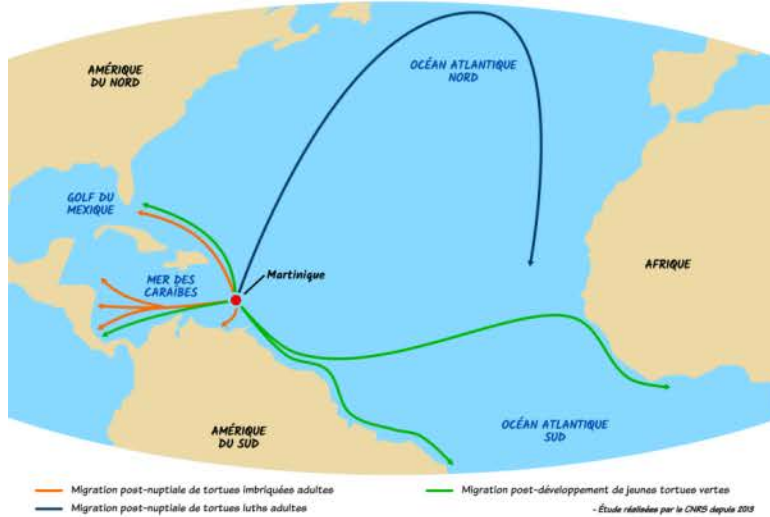 AMÉRIQUE
DU NORD
OCÉAN ATLANTIQUE
NORD
GOLF DU
MEXIQUE
MER DES
CARAÏBES
Martinique
AFRIQUE
AMÉRIQUE
DU SUD
OCÉAN ATLANTIQUE
SUD
Migration post-nuptiale de tortues imbriquées adultes
Migration post-développement de jeunes tortues vertes
Migration post-nuptiale de tortues luths adultes
- Étude réalisées par le CNRS depuis 2013